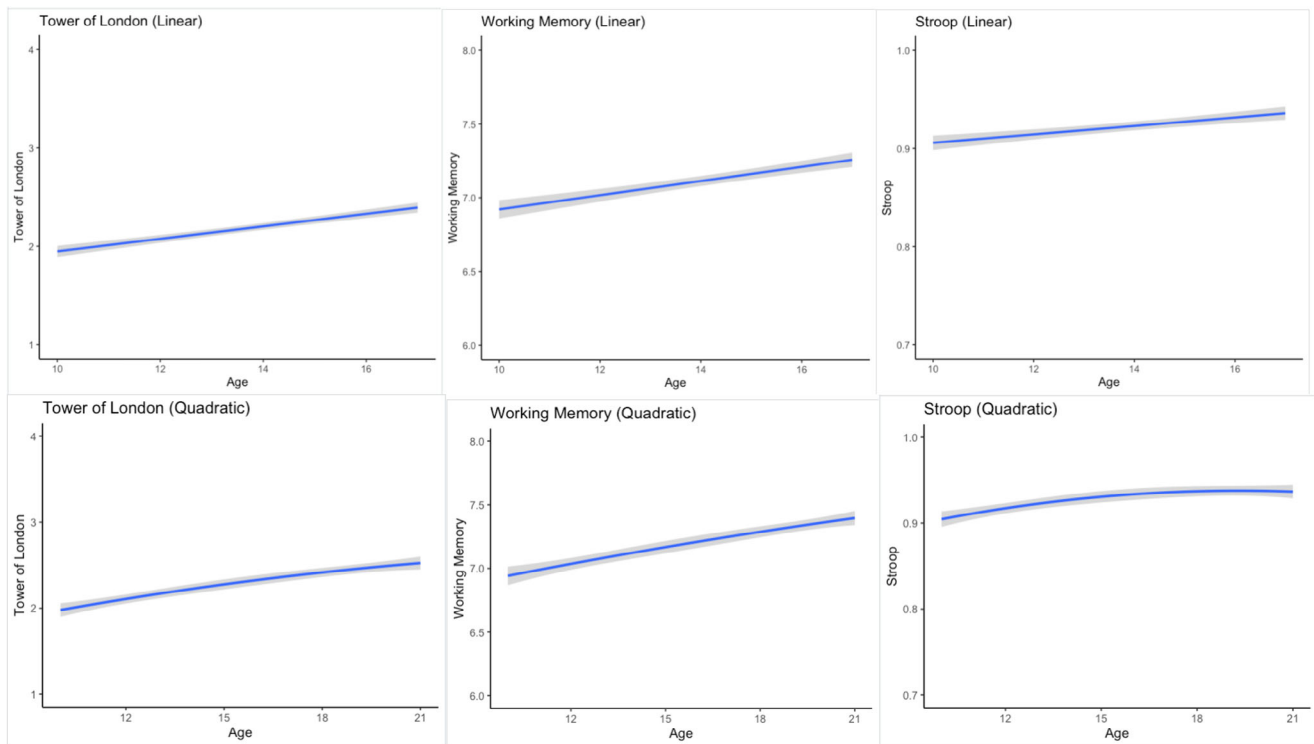 Tower of London (Linear)
4
3
2
1
Tower of London
10 12 14 16
Age
Working Memory (Linear)
8.0
7.5
7.0
6.5
6.0
Working Memory
10 12 14 16
Age
Stroop (Linear)
1.0
0.9
0.8
0.7
Stroop
10 12 14 16
Age
Tower of London (Quadratic)
4
3
2
1
Tower of London
12 15 18 21
Age
Working Memory (Quadratic)
8.0
7.5
7.0
6.5
6.0
Working Memory
12 15 18 21
Age
Stroop (Quadratic)
1.0
0.9
0.8
0.7
Stroop
12 15 18 21
Age